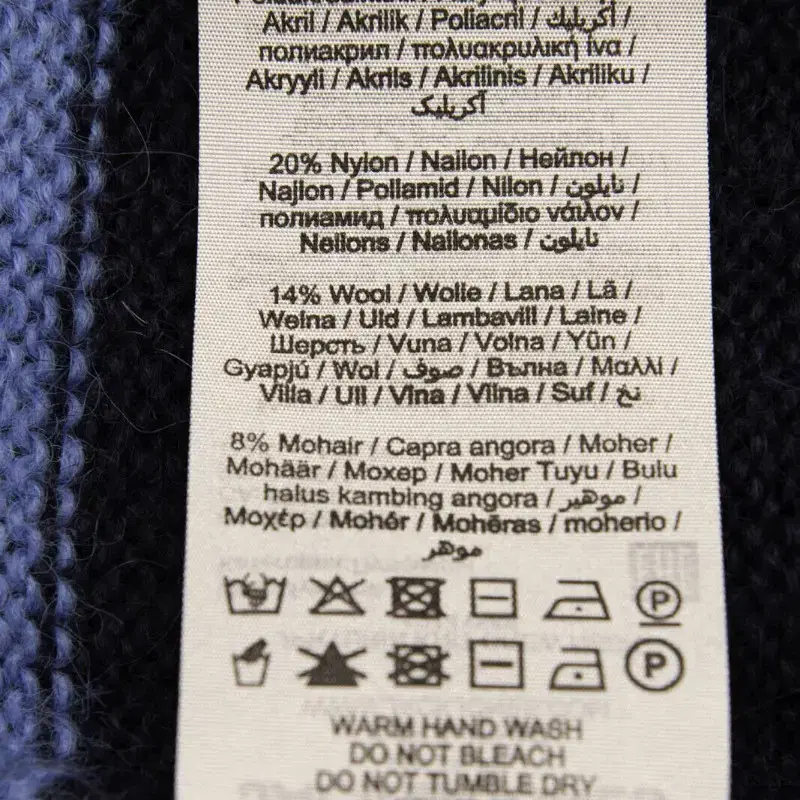 Akril / Akrilik / Poliacril / أكريليك /
полиакрил / πολυακρυλική ίνα /
Akryyli / Akrils / Akrilinis / Akriliku /
آکریلیک
20% Nylon / Nailon / Нейлон /
Najlon / Poliamid / Nilon / نايلون /
полиамид / πολυαμίδιο νάιλον /
Neilons / Nailonas / نایلون
14% Wool / Wolle / Lana / Lã /
Wełna / Uld / Lambavill / Laine /
Шерсть / Vuna / Volna / Yün /
Gyapjú / Wol / صوف / Вълна / Μαλλί /
Villa / Ull / Vlna / Vilna / Suf / نخ
8% Mohair / Capra angora / Moher /
Mohäär / Мохер / Moher Tuyu / Bulu
halus kambing angora / موهير /
Μοχέρ / Mohér / Mohēras / moherio /
موهر
P
P
WARM HAND WASH
DO NOT BLEACH
DO NOT TUMBLE DRY